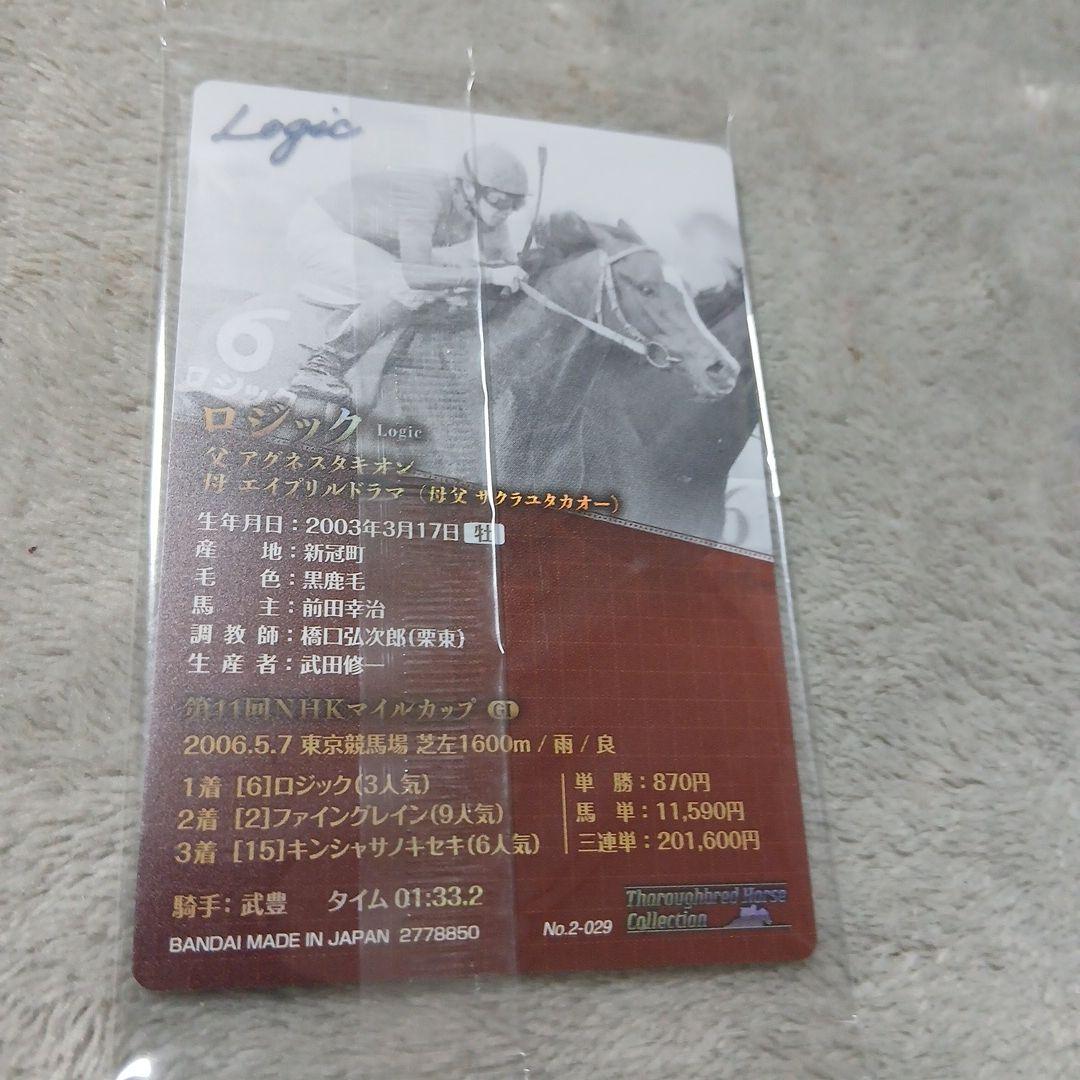 Logic
6
ロジック
ロジック Logic
父 アグネスタキオン
母 エイプリルドラマ（母父 サクラユタカオー）
生年月日：2003年3月17日 牡
産地：新冠町
毛色：黒鹿毛
馬主：前田幸治
調教師：橋口弘次郎(栗東)
生産者：武田修一
第11回NHKマイルカップ GI
2006.5.7 東京競馬場 芝左1600m / 雨 / 良
1着 [6]ロジック(3人気)
2着 [2]ファイングレイン(9人気)
3着 [15]キンシャサノキセキ(6人気)
単勝：870円
馬単：11,590円
三連単：201,600円
騎手：武豊 タイム 01:33.2
BANDAI MADE IN JAPAN 2778850
No.2-029
Thoroughbred Horse
Collection